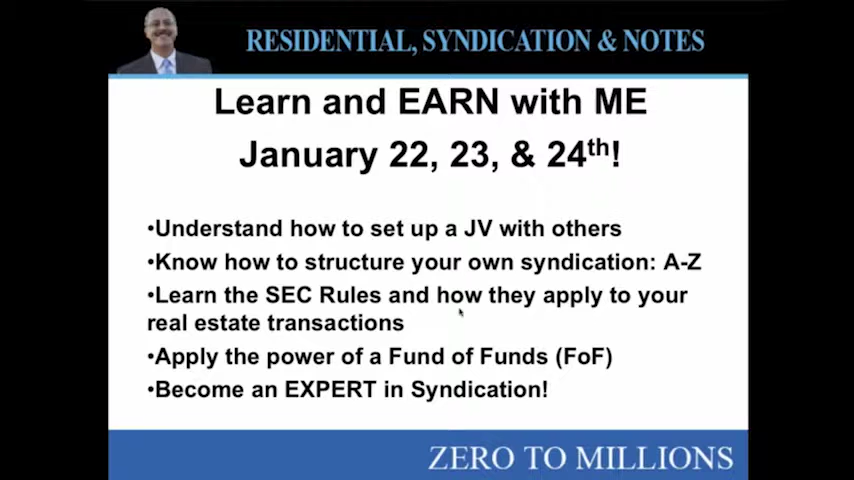 RESIDENTIAL, SYNDICATION & NOTES
Learn and EARN with ME
January 22, 23, & 24th!
•Understand how to set up a JV with others
•Know how to structure your own syndication: A-Z
•Learn the SEC Rules and how they apply to your
real estate transactions
•Apply the power of a Fund of Funds (FoF)
•Become an EXPERT in Syndication!
ZERO TO MILLIONS